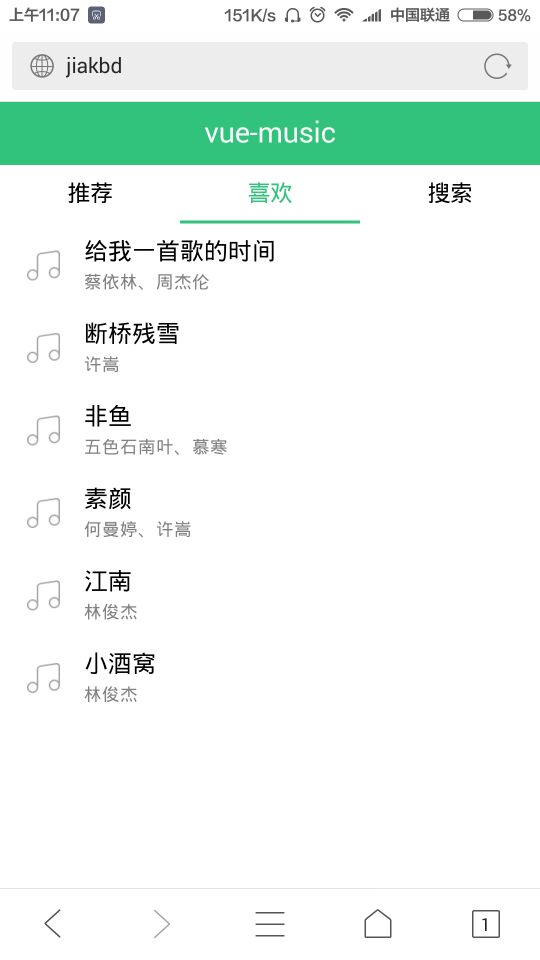 上午11:07 151K/s 中国联通 58%
jiakbd
vue-music
推荐 喜欢 搜索
给我一首歌的时间
蔡依林、周杰伦
断桥残雪
许嵩
非鱼
五色石南叶、慕寒
素颜
何曼婷、许嵩
江南
林俊杰
小酒窝
林俊杰
1